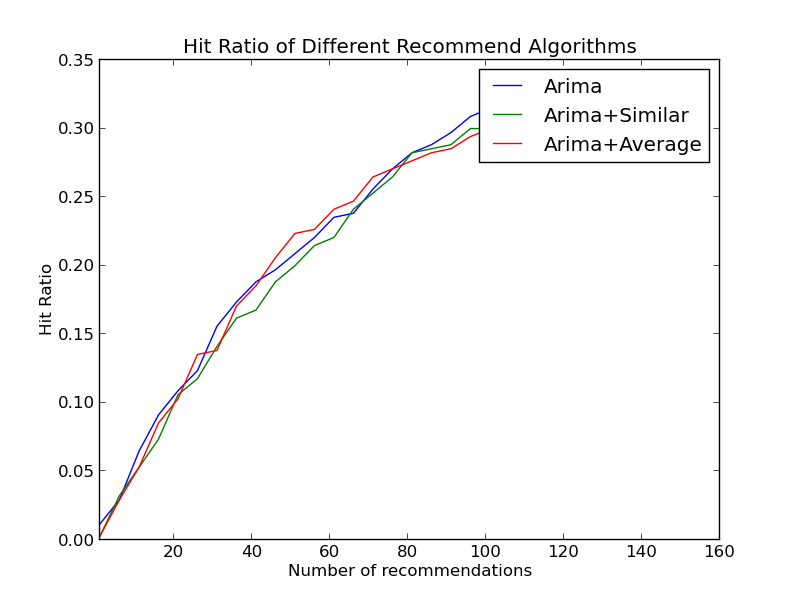 Hit Ratio of Different Recommend Algorithms
0.35
0.30
0.25
0.20
0.15
0.10
0.05
0.00
Hit Ratio
Arima
Arima+Similar
Arima+Average
20 40 60 80 100 120 140 160
Number of recommendations